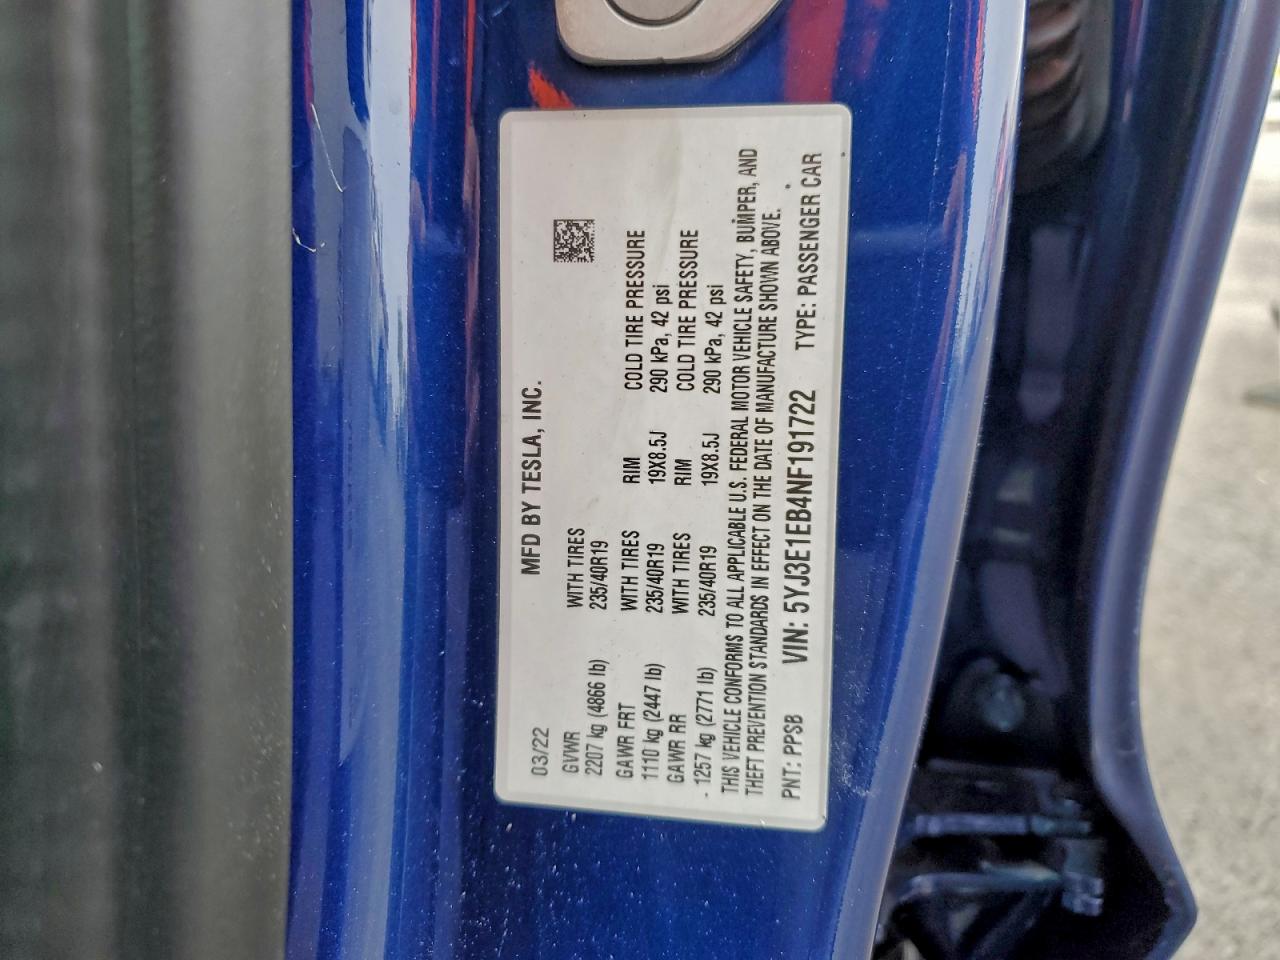 03/22 MFD BY TESLA, INC.
GVWR WITH TIRES
2207 kg (4866 lb) 235/40R19
GAWR FRT WITH TIRES RIM COLD TIRE PRESSURE
1110 kg (2447 lb) 235/40R19 19X8.5J 290 kPa, 42 psi
GAWR RR WITH TIRES RIM COLD TIRE PRESSURE
1257 kg (2771 lb) 235/40R19 19X8.5J 290 kPa, 42 psi
THIS VEHICLE CONFORMS TO ALL APPLICABLE U.S. FEDERAL MOTOR VEHICLE SAFETY, BUMPER, AND
THEFT PREVENTION STANDARDS IN EFFECT ON THE DATE OF MANUFACTURE SHOWN ABOVE.
PNT: PPSB VIN: 5YJ3E1EB4NF191722 TYPE: PASSENGER CAR